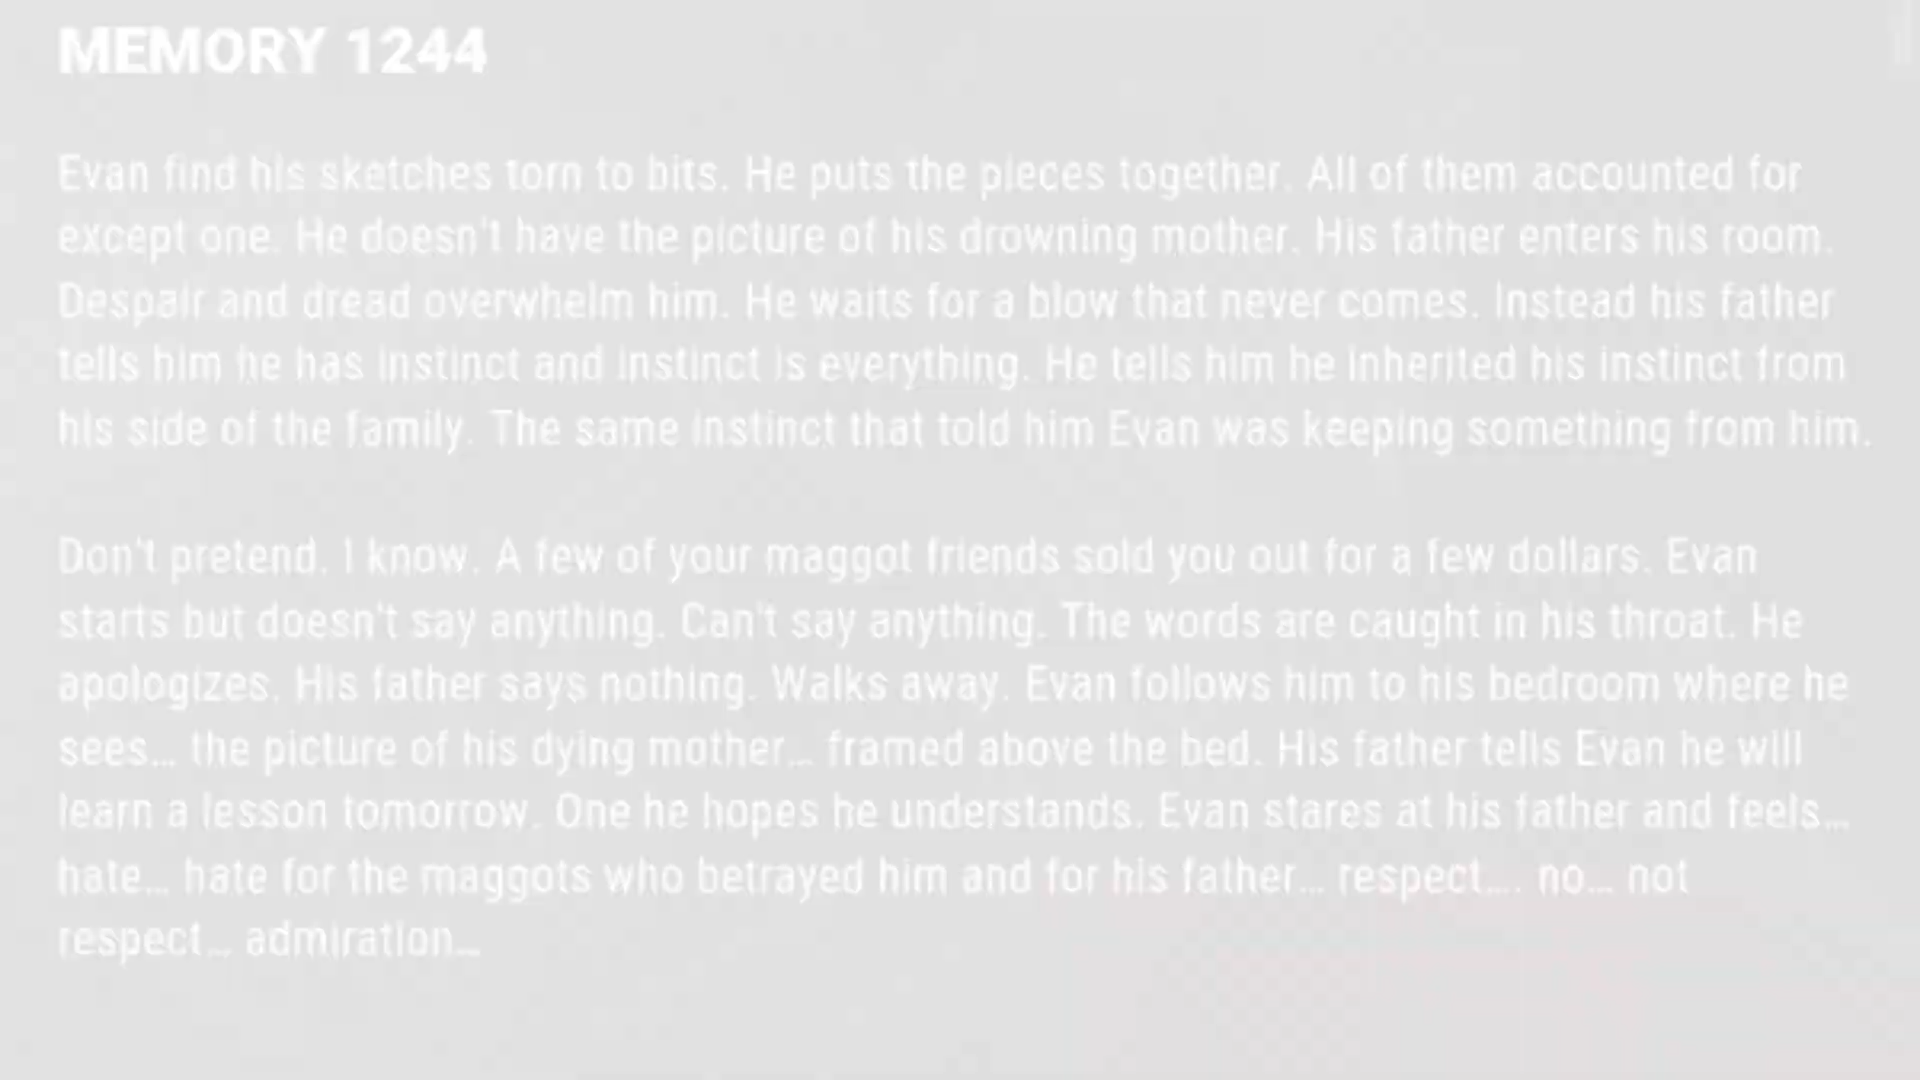 MEMORY 1244
Evan find his sketches torn to bits. He puts the pieces together. All of them accounted for
except one. He doesn't have the picture of his drowning mother. His father enters his room.
Despair and dread overwhelm him. He waits for a blow that never comes. Instead his father
tells him he has instinct and instinct is everything. He tells him he inherited his instinct from
his side of the family. The same instinct that told him Evan was keeping something from him.
Don't pretend. I know. A few of your maggot friends sold you out for a few dollars. Evan
starts but doesn't say anything. Can't say anything. The words are caught in his throat. He
apologizes. His father says nothing. Walks away. Evan follows him to his bedroom where he
sees... the picture of his dying mother... framed above the bed. His father tells Evan he will
learn a lesson tomorrow. One he hopes he understands. Evan stares at his father and feels...
hate... hate for the maggots who betrayed him and for his father... respect.... no... not
respect... admiration...